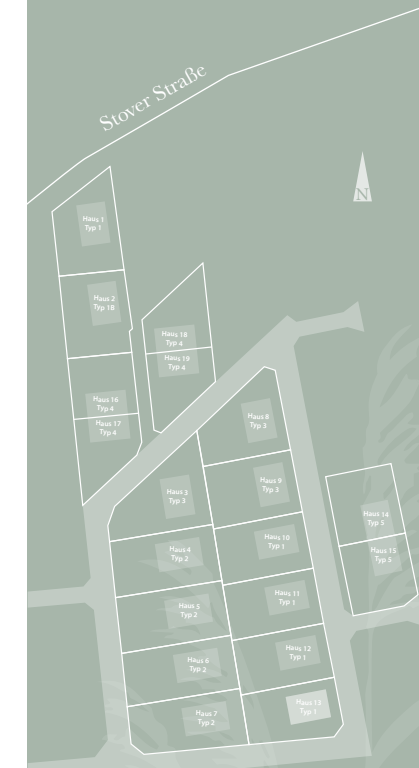 Stover Straße
N
Haus 1
Typ 1
Haus 2
Typ 1B
Haus 18
Typ 4
Haus 19
Typ 4
Haus 16
Typ 4
Haus 17
Typ 4
Haus 8
Typ 3
Haus 9
Typ 3
Haus 3
Typ 3
Haus 14
Typ 5
Haus 10
Typ 1
Haus 4
Typ 2
Haus 15
Typ 5
Haus 11
Typ 1
Haus 5
Typ 2
Haus 12
Typ 1
Haus 6
Typ 2
Haus 13
Typ 1
Haus 7
Typ 2